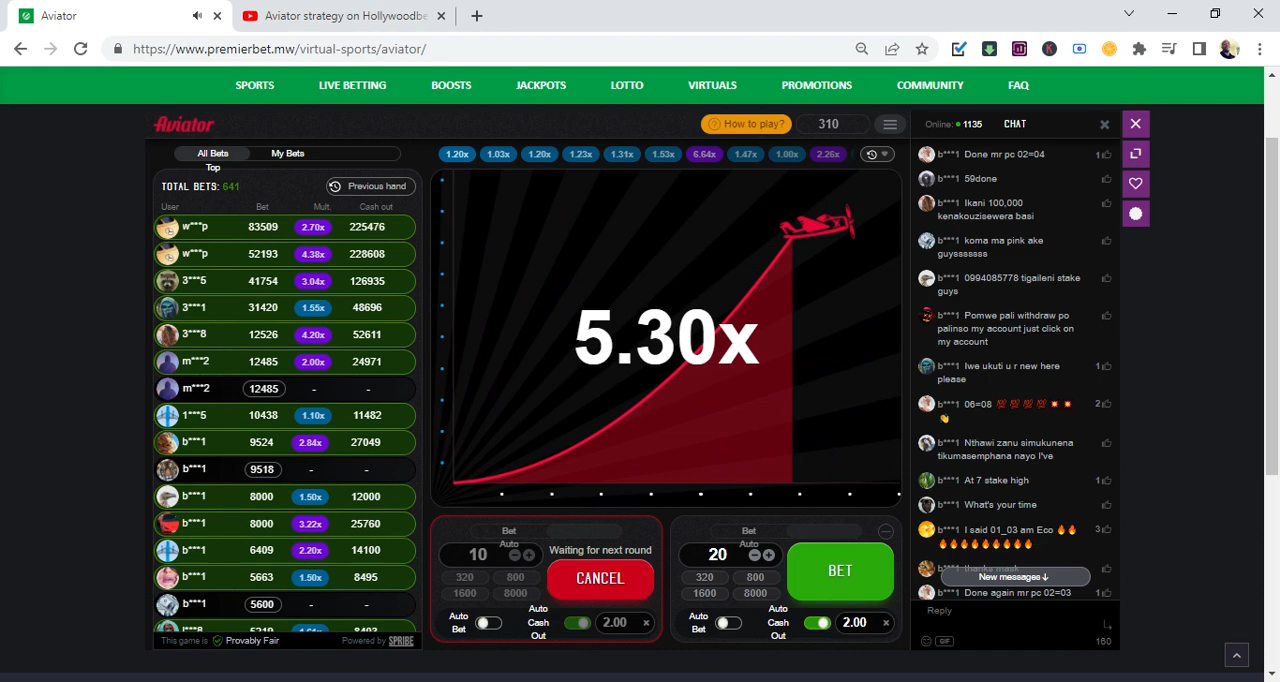 Aviator
Aviator strategy on Hollywoodbe
https://www.premierbet.mw/virtual-sports/aviator/
SPORTS LIVE BETTING BOOSTS JACKPOTS LOTTO VIRTUALS PROMOTIONS COMMUNITY FAQ
Aviator
? How to play?
310
Online: 1135 CHAT
All Bets My Bets
Top
1.20x 1.03x 1.20x 1.23x 1.31x 1.53x 6.64x 1.47x 1.00x 2.26x
TOTAL BETS: 641
Previous hand
User Bet Mult. Cash out
w***p 83509 2.70x 225476
w***p 52193 4.38x 228608
3***5 41754 3.04x 126935
3***1 31420 1.55x 48696
3***8 12526 4.20x 52611
m***2 12485 2.00x 24971
m***2 12485 - -
1***5 10438 1.10x 11482
b***1 9524 2.84x 27049
b***1 9518 - -
b***1 8000 1.50x 12000
b***1 8000 3.22x 25760
b***1 6409 2.20x 14100
b***1 5663 1.50x 8495
b***1 5600 - -
This game is Provably Fair
Powered by SPRIBE
5.30x
Bet
Auto
10
320 800
1600 8000
Waiting for next round
CANCEL
Auto Bet
Auto Cash Out
2.00 x
Bet
Auto
20
320 800
1600 8000
BET
Auto Bet
Auto Cash Out
2.00 x
b***1 Done mr pc 02=04 1
b***1 59done
b***1 Ikani 100,000
kenakouzisewera basi
b***1 koma ma pink ake
guysssssss
b***1 0994085778 tigaileni stake
guys
b***1 Pomwe pali withdraw po
palinso my account just click on
my account
b***1 Iwe ukuti u r new here 1
please
b***1 06=08 💯 💯 💯 💯 💥 💥 2
👏
b***1 Nthawi zanu simukunena
tikumasemphana nayo I've
b***1 At 7 stake high 1
b***1 What's your time
b***1 I said 01_03 am Eco 🔥🔥 3
🔥🔥🔥🔥🔥🔥🔥🔥🔥
New messages
b***1 Done again mr pc 02=03 1
Reply
GIF
160